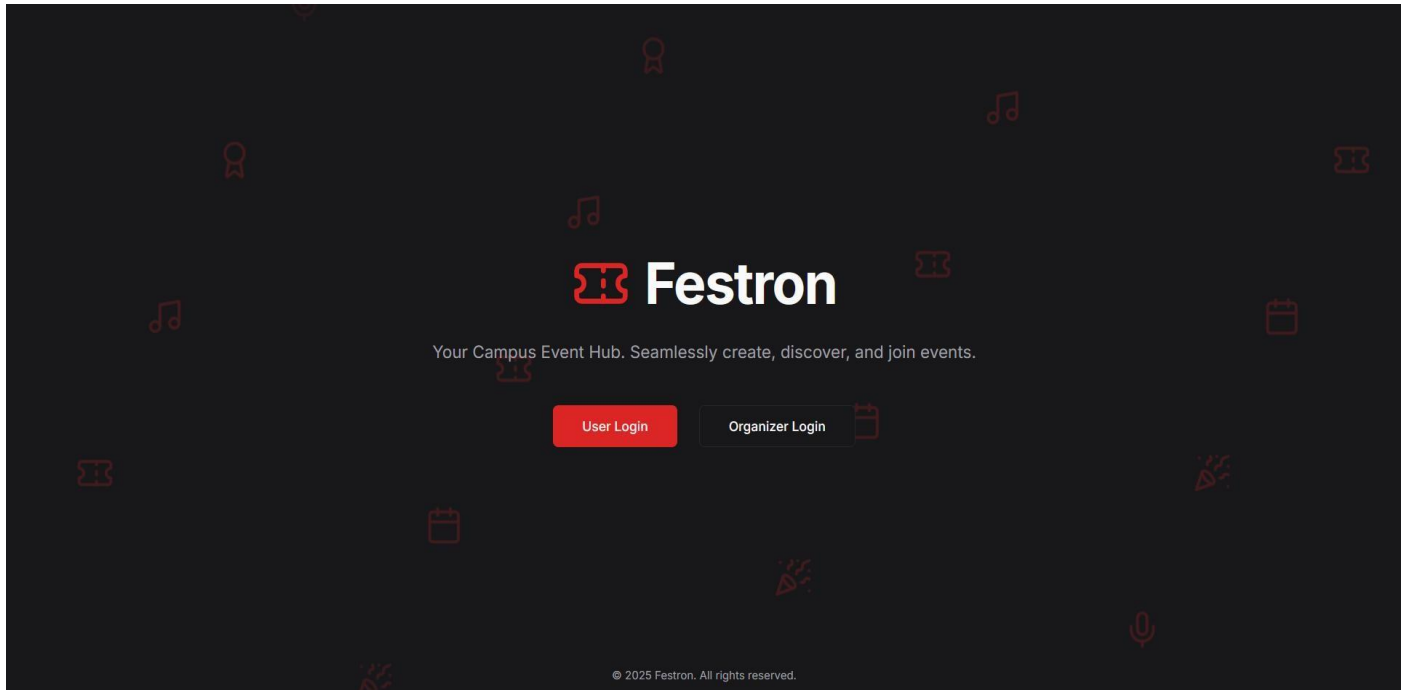 Festron
Your Campus Event Hub. Seamlessly create, discover, and join events.
User Login
Organizer Login
© 2025 Festron. All rights reserved.